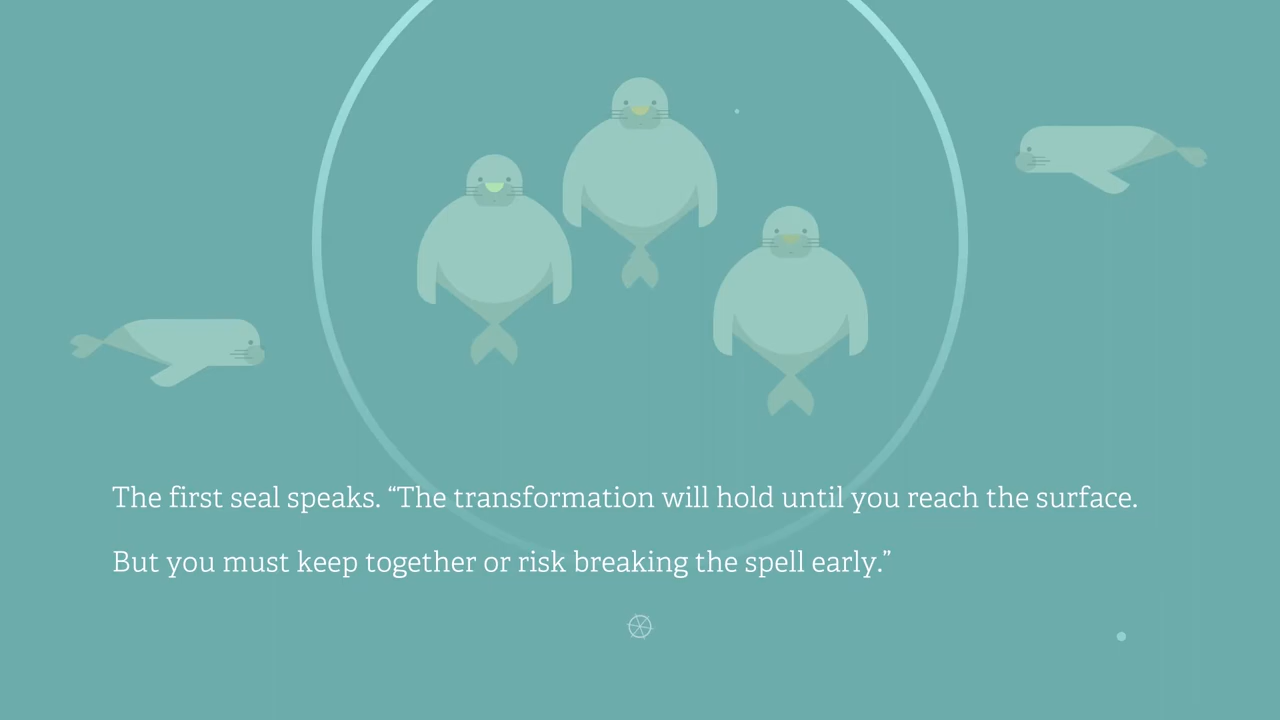 The first seal speaks. “The transformation will hold until you reach the surface.
But you must keep together or risk breaking the spell early.”